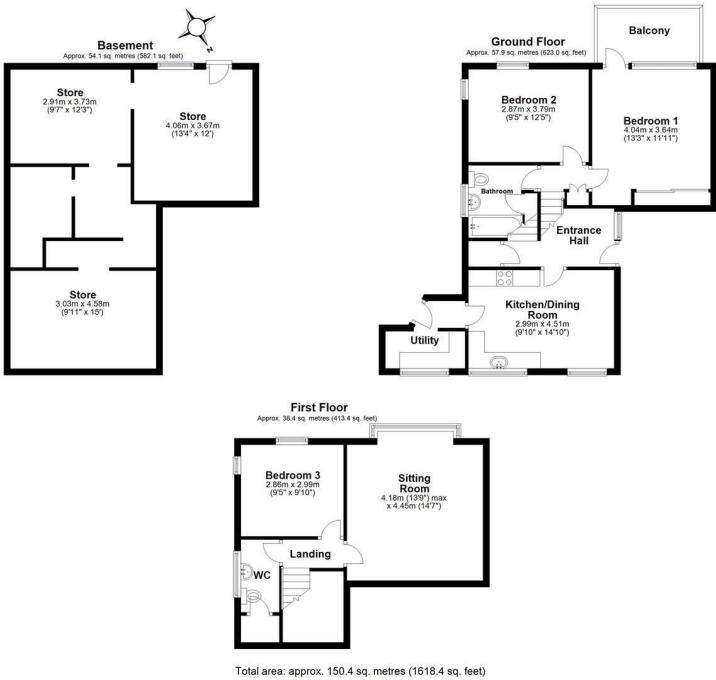 N
Basement
Approx. 54.1 sq. metres (582.1 sq. feet)
Store
2.91m x 3.73m
(9'7" x 12'3")
Store
4.06m x 3.67m
(13'4" x 12')
Store
3.03m x 4.58m
(9'11" x 15')
Ground Floor
Approx. 57.9 sq. metres (623.0 sq. feet)
Balcony
Bedroom 2
2.87m x 3.79m
(9'5" x 12'5")
Bedroom 1
4.04m x 3.64m
(13'3" x 11'11")
Bathroom
Entrance
Hall
Kitchen/Dining
Room
2.99m x 4.51m
(9'10" x 14'10")
Utility
First Floor
Approx. 38.4 sq. metres (413.4 sq. feet)
Bedroom 3
2.86m x 2.99m
(9'5" x 9'10")
Sitting
Room
4.18m (13'9") max
x 4.45m (14'7")
Landing
WC
Total area: approx. 150.4 sq. metres (1618.4 sq. feet)